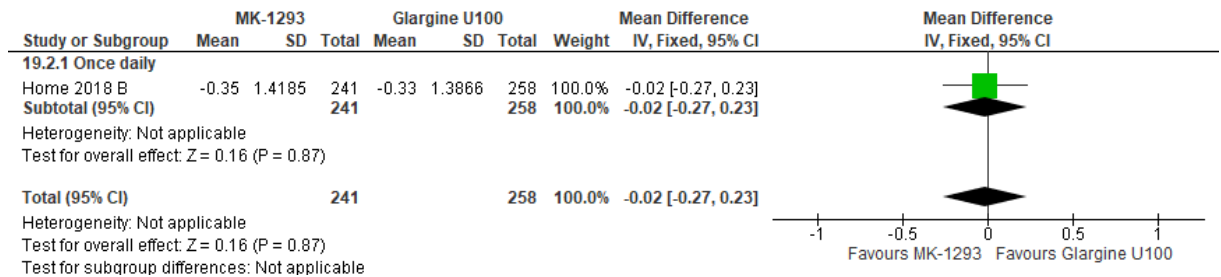 MK-1293 Glargine U100 Mean Difference Mean Difference
Study or Subgroup Mean SD Total Mean SD Total Weight IV, Fixed, 95% CI IV, Fixed, 95% CI
19.2.1 Once daily
Home 2018 B -0.35 1.4185 241 -0.33 1.3866 258 100.0% -0.02 [-0.27, 0.23]
Subtotal (95% CI) 241 258 100.0% -0.02 [-0.27, 0.23]
Heterogeneity: Not applicable
Test for overall effect: Z = 0.16 (P = 0.87)
Total (95% CI) 241 258 100.0% -0.02 [-0.27, 0.23]
Heterogeneity: Not applicable
Test for overall effect: Z = 0.16 (P = 0.87)
Test for subgroup differences: Not applicable
-1 -0.5 0 0.5 1
Favours MK-1293 Favours Glargine U100